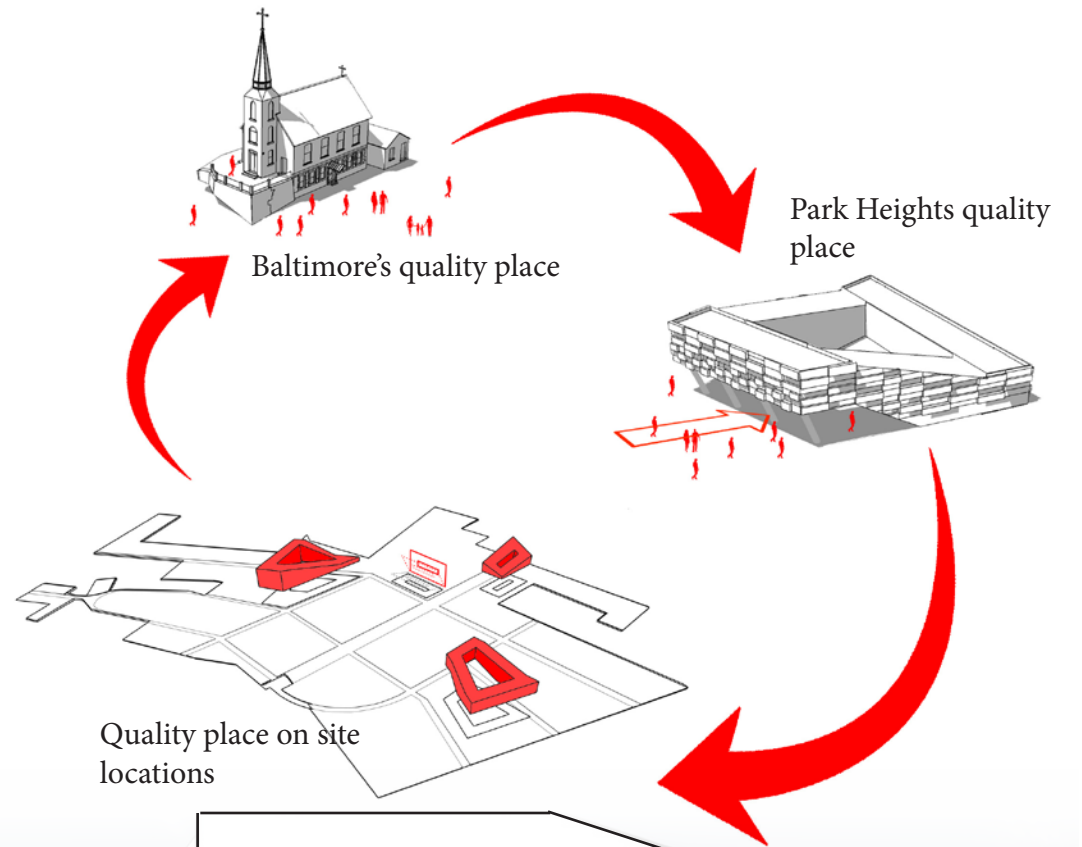 Baltimore’s quality place
Park Heights quality
place
Quality place on site
locations